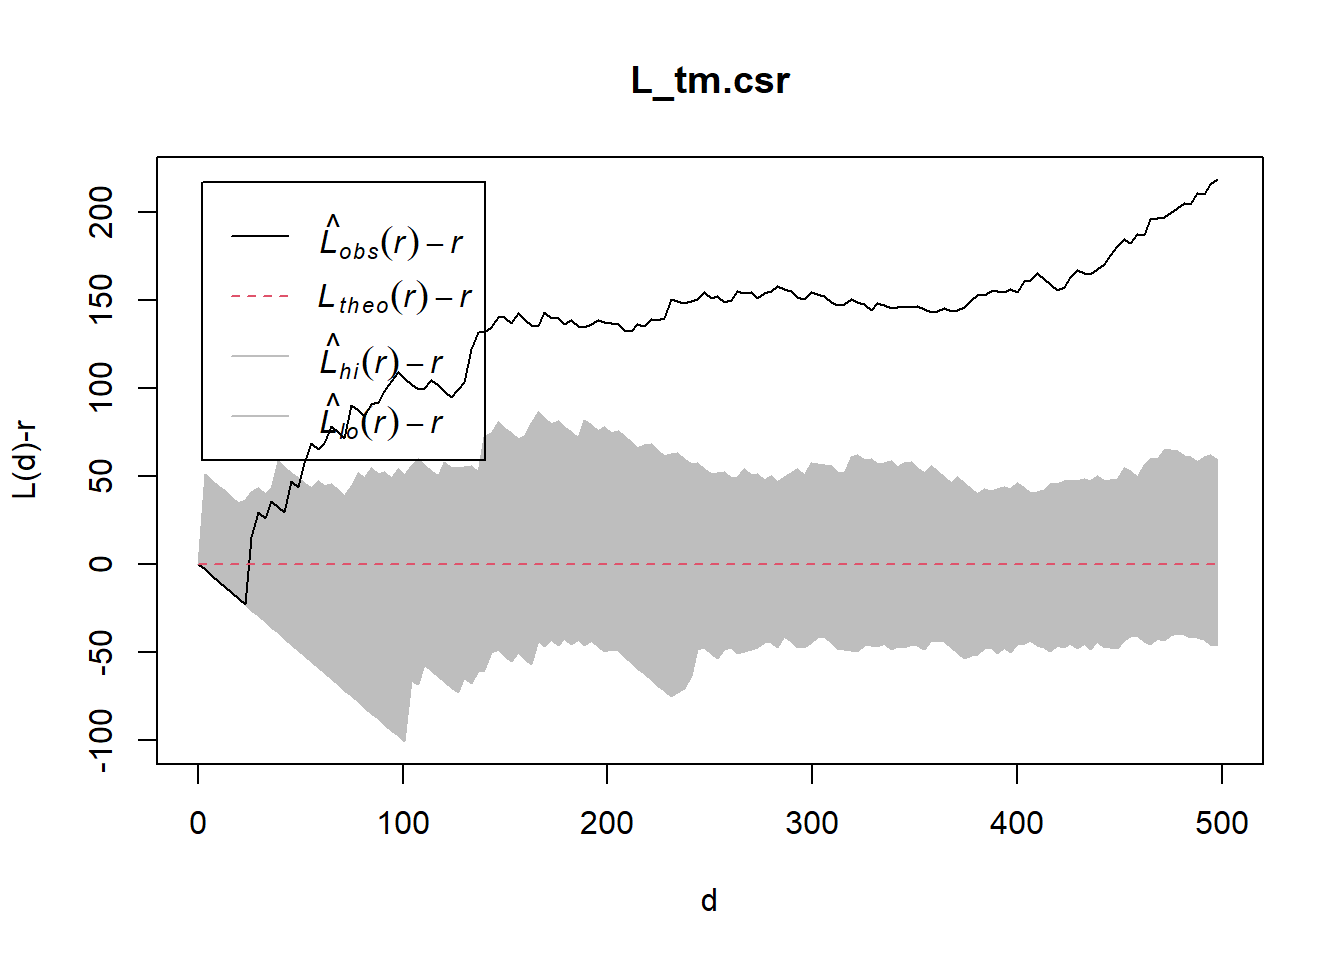 L_tm.csr
L̂obs(r) − r
Ltheo(r) − r
L̂hi(r) − r
L̂lo(r) − r
L(d)-r
200
150
100
50
0
-50
-100
0 100 200 300 400 500
d